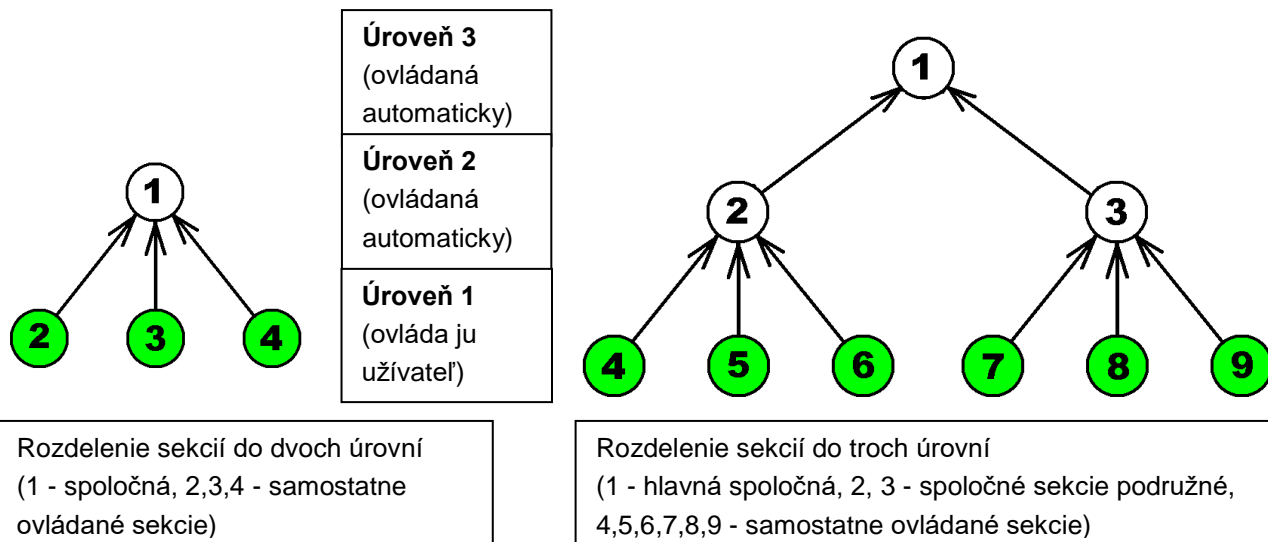 1
2 3 4
Úroveň 3
(ovládaná
automaticky)
Úroveň 2
(ovládaná
automaticky)
Úroveň 1
(ovláda ju
užívateľ)
1
2 3
4 5 6 7 8 9
Rozdelenie sekcií do dvoch úrovní
(1 - spoločná, 2,3,4 - samostatne
ovládané sekcie)
Rozdelenie sekcií do troch úrovní
(1 - hlavná spoločná, 2, 3 - spoločné sekcie podružné,
4,5,6,7,8,9 - samostatne ovládané sekcie)